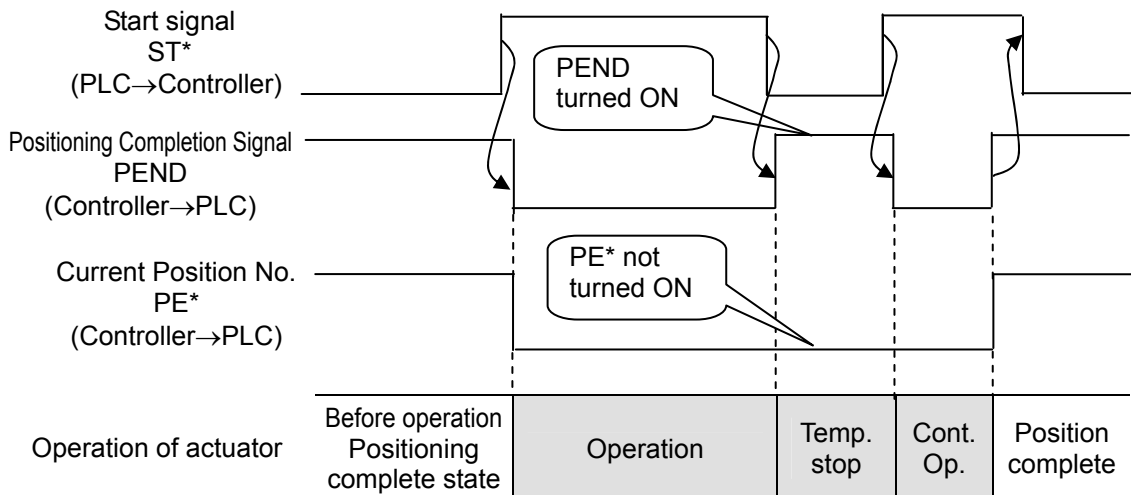 Start signal
ST*
(PLC→Controller)
PEND
turned ON
Positioning Completion Signal
PEND
(Controller→PLC)
PE* not
turned ON
Current Position No.
PE*
(Controller→PLC)
Operation of actuator
Before operation
Positioning
complete state
Operation
Temp.
stop
Cont.
Op.
Position
complete